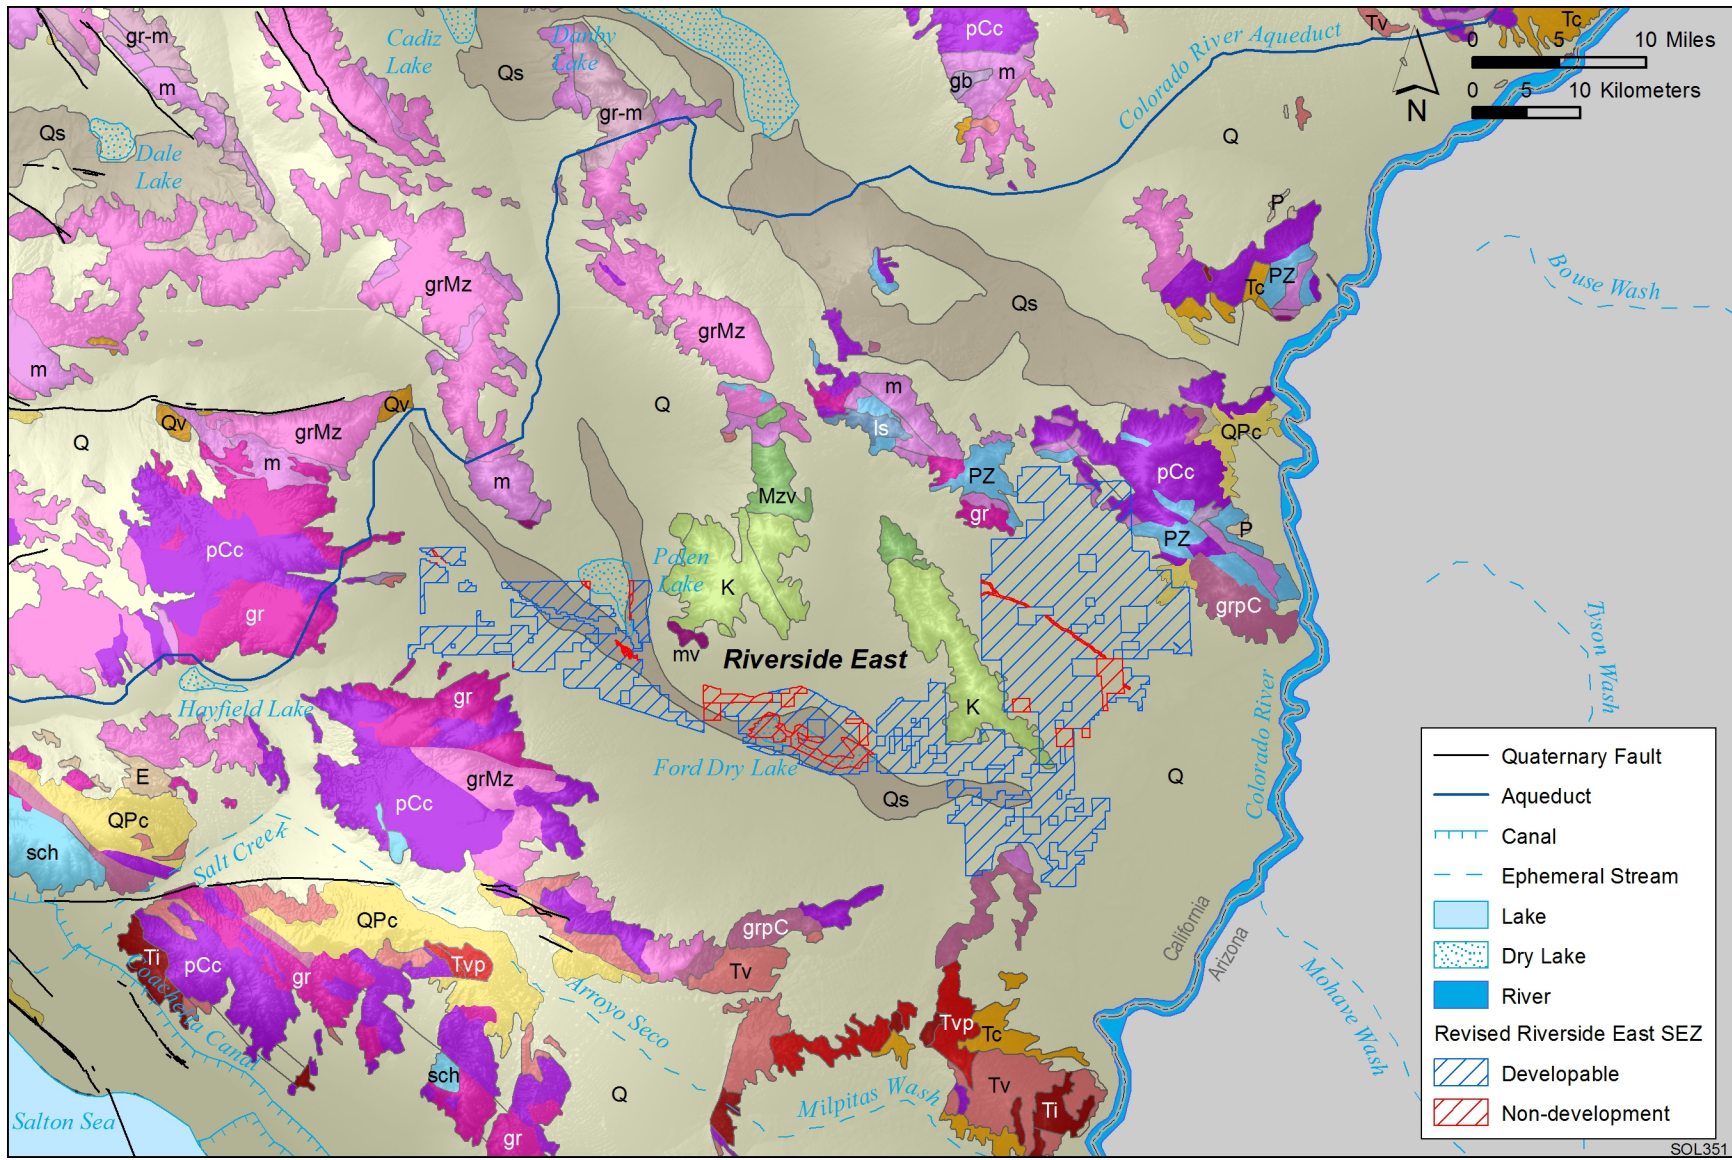 gr-m
Cadiz
Lake
Danby
Lake
pCc
Tv
Tc
Colorado River Aqueduct
0 5 10 Miles
0 5 10 Kilometers
N
m
Qs
gb
m
gr-m
Qs
Dale
Lake
Q
P
Bouse Wash
grMz
Qs
Tc
PZ
grMz
m
m
Qv
Qv
Q
grMz
Q
ls
QPc
m
m
PZ
pCc
Mzv
gr
P
PZ
pCc
Palen
Lake
K
grpC
gr
Tyson Wash
mv
Riverside East
Hayfield Lake
gr
K
Colorado River
Ford Dry Lake
E
grMz
Q
pCc
Qs
QPc
Salt Creek
sch
QPc
grpC
California
Arizona
Ti
pCc
gr
Tvp
Tv
Coachella Canal
Arroyo Seco
Mohave Wash
Tvp
Tc
sch
Q
Milpitas Wash
Tv
Ti
Salton Sea
gr
Quaternary Fault
Aqueduct
Canal
Ephemeral Stream
Lake
Dry Lake
River
Revised Riverside East SEZ
Developable
Non-development
SOL351